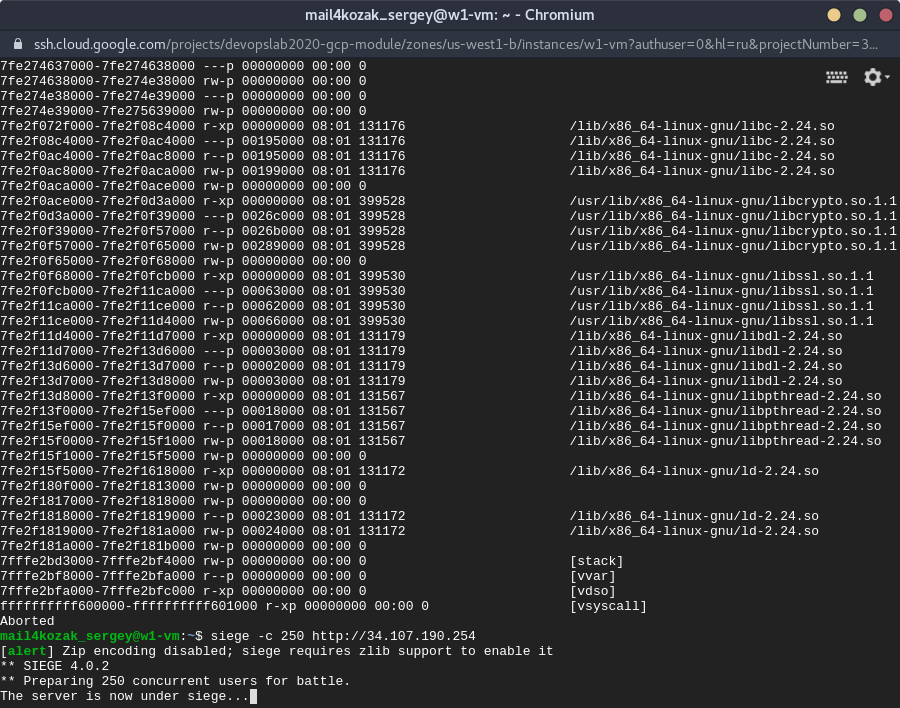 mail4kozak_sergey@w1-vm: ~ - Chromium
ssh.cloud.google.com/projects/devopslab2020-gcp-module/zones/us-west1-b/instances/w1-vm?authuser=0&hl=ru&projectNumber=3...
7fe274637000-7fe274638000 ---p 00000000 00:00 0
7fe274638000-7fe274e38000 rw-p 00000000 00:00 0
7fe274e38000-7fe274e39000 ---p 00000000 00:00 0
7fe274e39000-7fe275639000 rw-p 00000000 00:00 0
7fe2f072f000-7fe2f08c4000 r-xp 00000000 08:01 131176 /lib/x86_64-linux-gnu/libc-2.24.so
7fe2f08c4000-7fe2f0ac4000 ---p 00195000 08:01 131176 /lib/x86_64-linux-gnu/libc-2.24.so
7fe2f0ac4000-7fe2f0ac8000 r--p 00195000 08:01 131176 /lib/x86_64-linux-gnu/libc-2.24.so
7fe2f0ac8000-7fe2f0aca000 rw-p 00199000 08:01 131176 /lib/x86_64-linux-gnu/libc-2.24.so
7fe2f0aca000-7fe2f0ace000 rw-p 00000000 00:00 0
7fe2f0ace000-7fe2f0d3a000 r-xp 00000000 08:01 399528 /usr/lib/x86_64-linux-gnu/libcrypto.so.1.1
7fe2f0d3a000-7fe2f0f39000 ---p 0026c000 08:01 399528 /usr/lib/x86_64-linux-gnu/libcrypto.so.1.1
7fe2f0f39000-7fe2f0f57000 r--p 0026b000 08:01 399528 /usr/lib/x86_64-linux-gnu/libcrypto.so.1.1
7fe2f0f57000-7fe2f0f65000 rw-p 00289000 08:01 399528 /usr/lib/x86_64-linux-gnu/libcrypto.so.1.1
7fe2f0f65000-7fe2f0f68000 rw-p 00000000 00:00 0
7fe2f0f68000-7fe2f0fcb000 r-xp 00000000 08:01 399530 /usr/lib/x86_64-linux-gnu/libssl.so.1.1
7fe2f0fcb000-7fe2f11ca000 ---p 00063000 08:01 399530 /usr/lib/x86_64-linux-gnu/libssl.so.1.1
7fe2f11ca000-7fe2f11ce000 r--p 00062000 08:01 399530 /usr/lib/x86_64-linux-gnu/libssl.so.1.1
7fe2f11ce000-7fe2f11d4000 rw-p 00066000 08:01 399530 /usr/lib/x86_64-linux-gnu/libssl.so.1.1
7fe2f11d4000-7fe2f11d7000 r-xp 00000000 08:01 131179 /lib/x86_64-linux-gnu/libdl-2.24.so
7fe2f11d7000-7fe2f13d6000 ---p 00003000 08:01 131179 /lib/x86_64-linux-gnu/libdl-2.24.so
7fe2f13d6000-7fe2f13d7000 r--p 00002000 08:01 131179 /lib/x86_64-linux-gnu/libdl-2.24.so
7fe2f13d7000-7fe2f13d8000 rw-p 00003000 08:01 131179 /lib/x86_64-linux-gnu/libdl-2.24.so
7fe2f13d8000-7fe2f13f0000 r-xp 00000000 08:01 131567 /lib/x86_64-linux-gnu/libpthread-2.24.so
7fe2f13f0000-7fe2f15ef000 ---p 00018000 08:01 131567 /lib/x86_64-linux-gnu/libpthread-2.24.so
7fe2f15ef000-7fe2f15f0000 r--p 00017000 08:01 131567 /lib/x86_64-linux-gnu/libpthread-2.24.so
7fe2f15f0000-7fe2f15f1000 rw-p 00018000 08:01 131567 /lib/x86_64-linux-gnu/libpthread-2.24.so
7fe2f15f1000-7fe2f15f5000 rw-p 00000000 00:00 0
7fe2f15f5000-7fe2f1618000 r-xp 00000000 08:01 131172 /lib/x86_64-linux-gnu/ld-2.24.so
7fe2f180f000-7fe2f1813000 rw-p 00000000 00:00 0
7fe2f1817000-7fe2f1818000 rw-p 00000000 00:00 0
7fe2f1818000-7fe2f1819000 r--p 00023000 08:01 131172 /lib/x86_64-linux-gnu/ld-2.24.so
7fe2f1819000-7fe2f181a000 rw-p 00024000 08:01 131172 /lib/x86_64-linux-gnu/ld-2.24.so
7fe2f181a000-7fe2f181b000 rw-p 00000000 00:00 0
7fffe2bd3000-7fffe2bf4000 rw-p 00000000 00:00 0 [stack]
7fffe2bf8000-7fffe2bfa000 r--p 00000000 00:00 0 [vvar]
7fffe2bfa000-7fffe2bfc000 r-xp 00000000 00:00 0 [vdso]
ffffffffff600000-ffffffffff601000 r-xp 00000000 00:00 0 [vsyscall]
Aborted
mail4kozak_sergey@w1-vm:~$ siege -c 250 http://34.107.190.254
[alert] Zip encoding disabled; siege requires zlib support to enable it
** SIEGE 4.0.2
** Preparing 250 concurrent users for battle.
The server is now under siege...